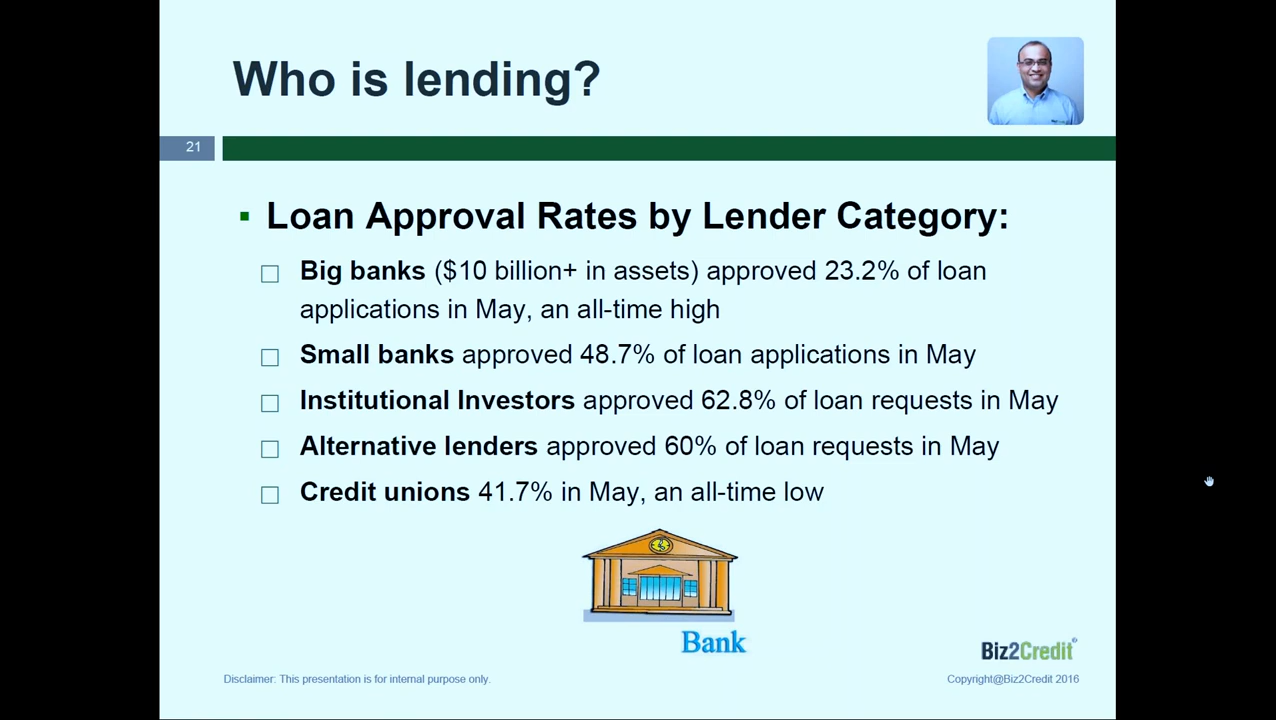 Who is lending?
21
Loan Approval Rates by Lender Category:
Big banks ($10 billion+ in assets) approved 23.2% of loan
applications in May, an all-time high
Small banks approved 48.7% of loan applications in May
Institutional Investors approved 62.8% of loan requests in May
Alternative lenders approved 60% of loan requests in May
Credit unions 41.7% in May, an all-time low
Bank
Biz2Credit
Disclaimer: This presentation is for internal purpose only.
Copyright@Biz2Credit 2016